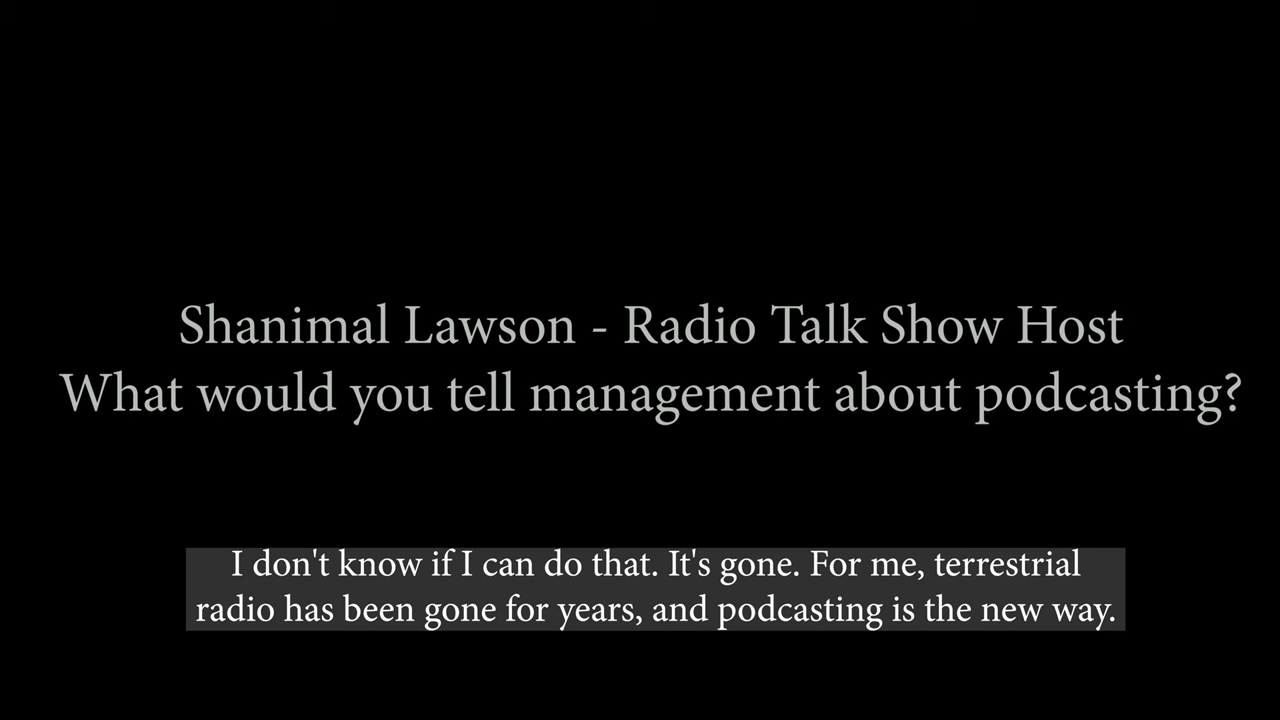 Shanimal Lawson - Radio Talk Show Host
What would you tell management about podcasting?
I don't know if I can do that. It's gone. For me, terrestrial
radio has been gone for years, and podcasting is the new way.